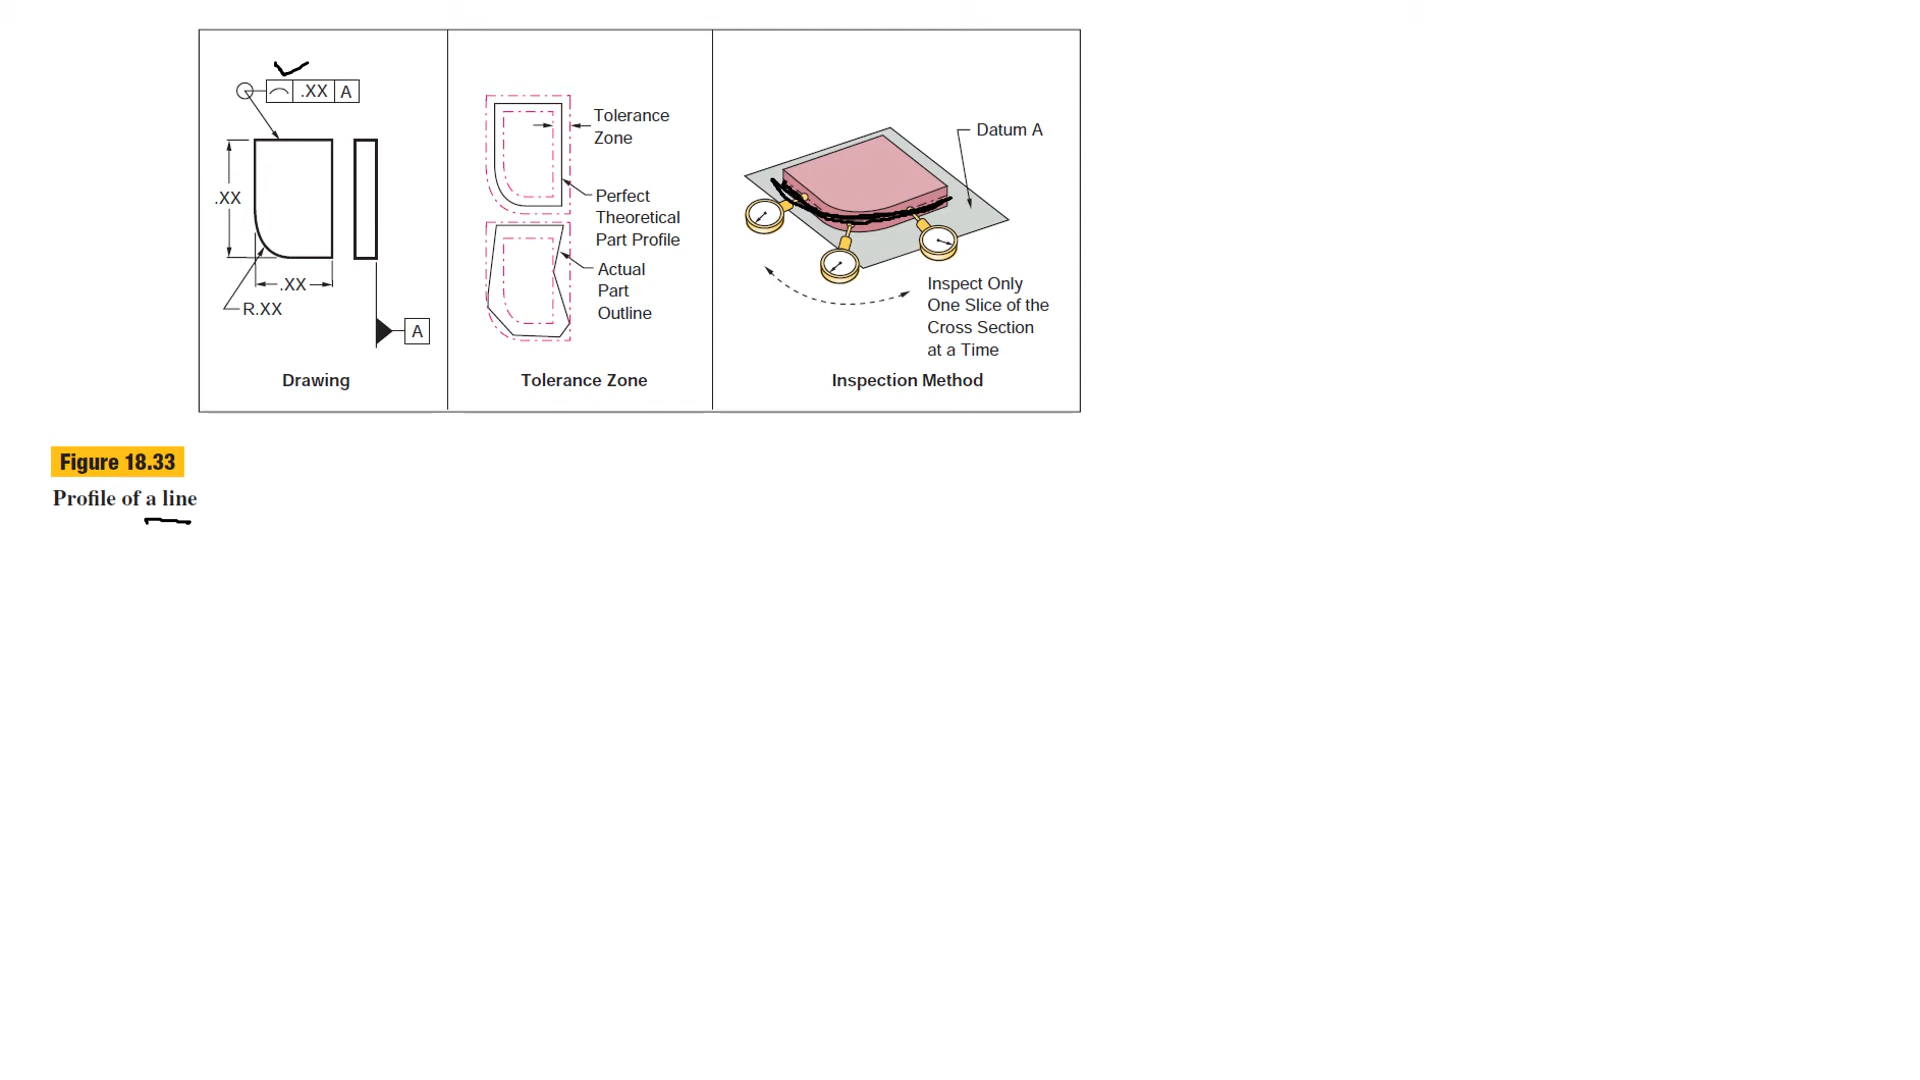 .XX A
.XX
.XX
R.XX
A
Drawing
Tolerance
Zone
Perfect
Theoretical
Part Profile
Actual
Part
Outline
Tolerance Zone
Datum A
Inspect Only
One Slice of the
Cross Section
at a Time
Inspection Method
Figure 18.33
Profile of a line